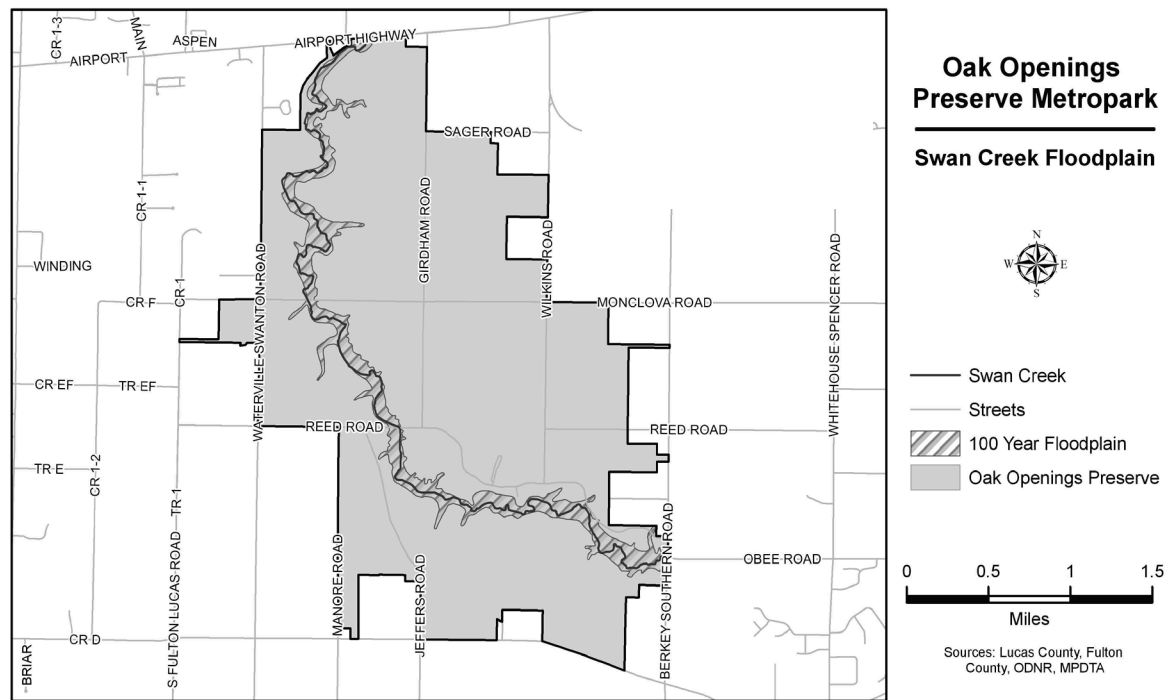 CR-1-3
MAIN
ASPEN
AIRPORT HIGHWAY
AIRPORT
SAGER ROAD
CR-1-1
GIRDHAM ROAD
WINDING
CR-1
WATERVILLE-SWANTON ROAD
WILKINS-ROAD
WHITEHOUSE SPENCER ROAD
CR F
MONCLOVA ROAD
CR EF
TR EF
REED ROAD
REED ROAD
TR E
CR-1-2
TR-1
S FULTON-LUCAS ROAD
MANORE-ROAD
JEFFERS-ROAD
BERKEY-SOUTHERN-ROAD
OBEE ROAD
CR D
BRIAR
Oak Openings
Preserve Metropark
Swan Creek Floodplain
N
W E
S
Swan Creek
Streets
100 Year Floodplain
Oak Openings Preserve
0 0.5 1 1.5
Miles
Sources: Lucas County, Fulton
County, ODNR, MPDTA